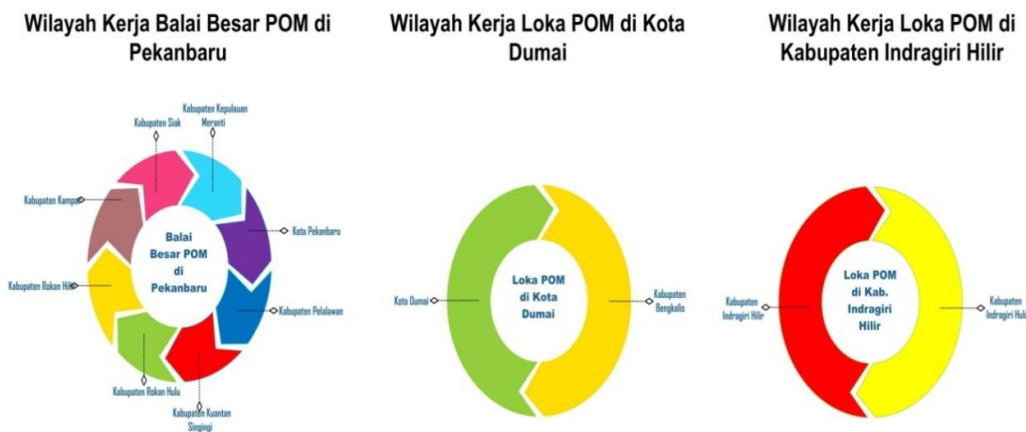 Wilayah Kerja Balai Besar POM di
Pekanbaru
Kabupaten Kepulauan
Meranti
Kabupaten Siak
Kabupaten Kampar
Kota Pekanbaru
Balai
Besar POM
di
Pekanbaru
Kabupaten Rokan Hilir
Kabupaten Pelalawan
Kabupaten Rokan Hulu
Kabupaten Kuantan
Singingi
Wilayah Kerja Loka POM di Kota
Dumai
Kota Dumai
Loka POM
di Kota
Dumai
Kabupaten
Bengkalis
Wilayah Kerja Loka POM di
Kabupaten Indragiri Hilir
Kabupaten
Indragiri Hilir
Loka POM
di Kab.
Indragiri
Hilir
Kabupaten
Indragiri Hulu